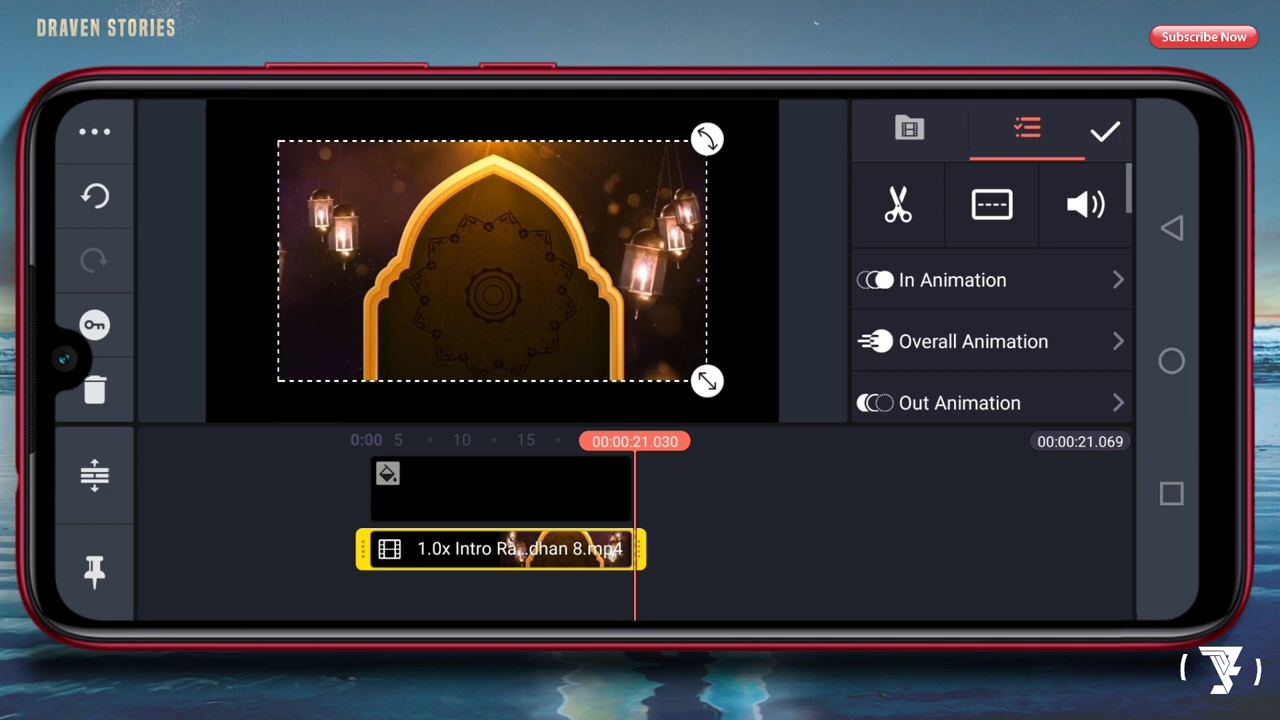 DRAVEN STORIES
Subscribe Now
In Animation
Overall Animation
Out Animation
0:00 5 10 15 00:00:21.030 00:00:21.069
1.0x Intro Ra...dhan 8.mp4